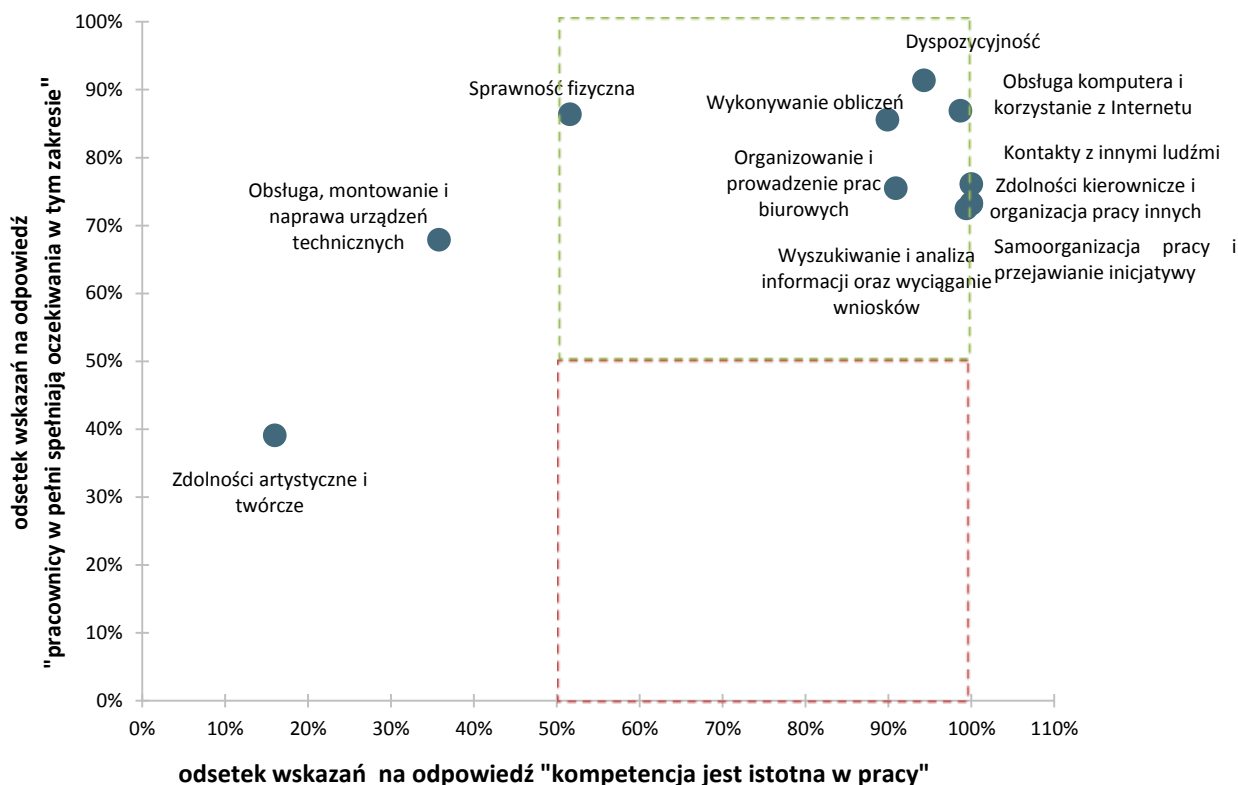 100%
90%
80%
70%
60%
50%
40%
30%
20%
10%
0%
odsetek wskazań na odpowiedź
"pracownicy w pełni spełniają oczekiwania w tym zakresie"
Dyspozycyjność
Sprawność fizyczna
Wykonywanie obliczeń
Obsługa komputera i
korzystanie z Internetu
Organizowanie i
prowadzenie prac
biurowych
Kontakty z innymi ludźmi
Zdolności kierownicze i
organizacja pracy innych
Obsługa, montowanie i
naprawa urządzeń
technicznych
Wyszukiwanie i analiza
informacji oraz wyciąganie
wniosków
Samoorganizacja pracy i
przejawianie inicjatywy
Zdolności artystyczne i
twórcze
0% 10% 20% 30% 40% 50% 60% 70% 80% 90% 100% 110%
odsetek wskazań na odpowiedź "kompetencja jest istotna w pracy"